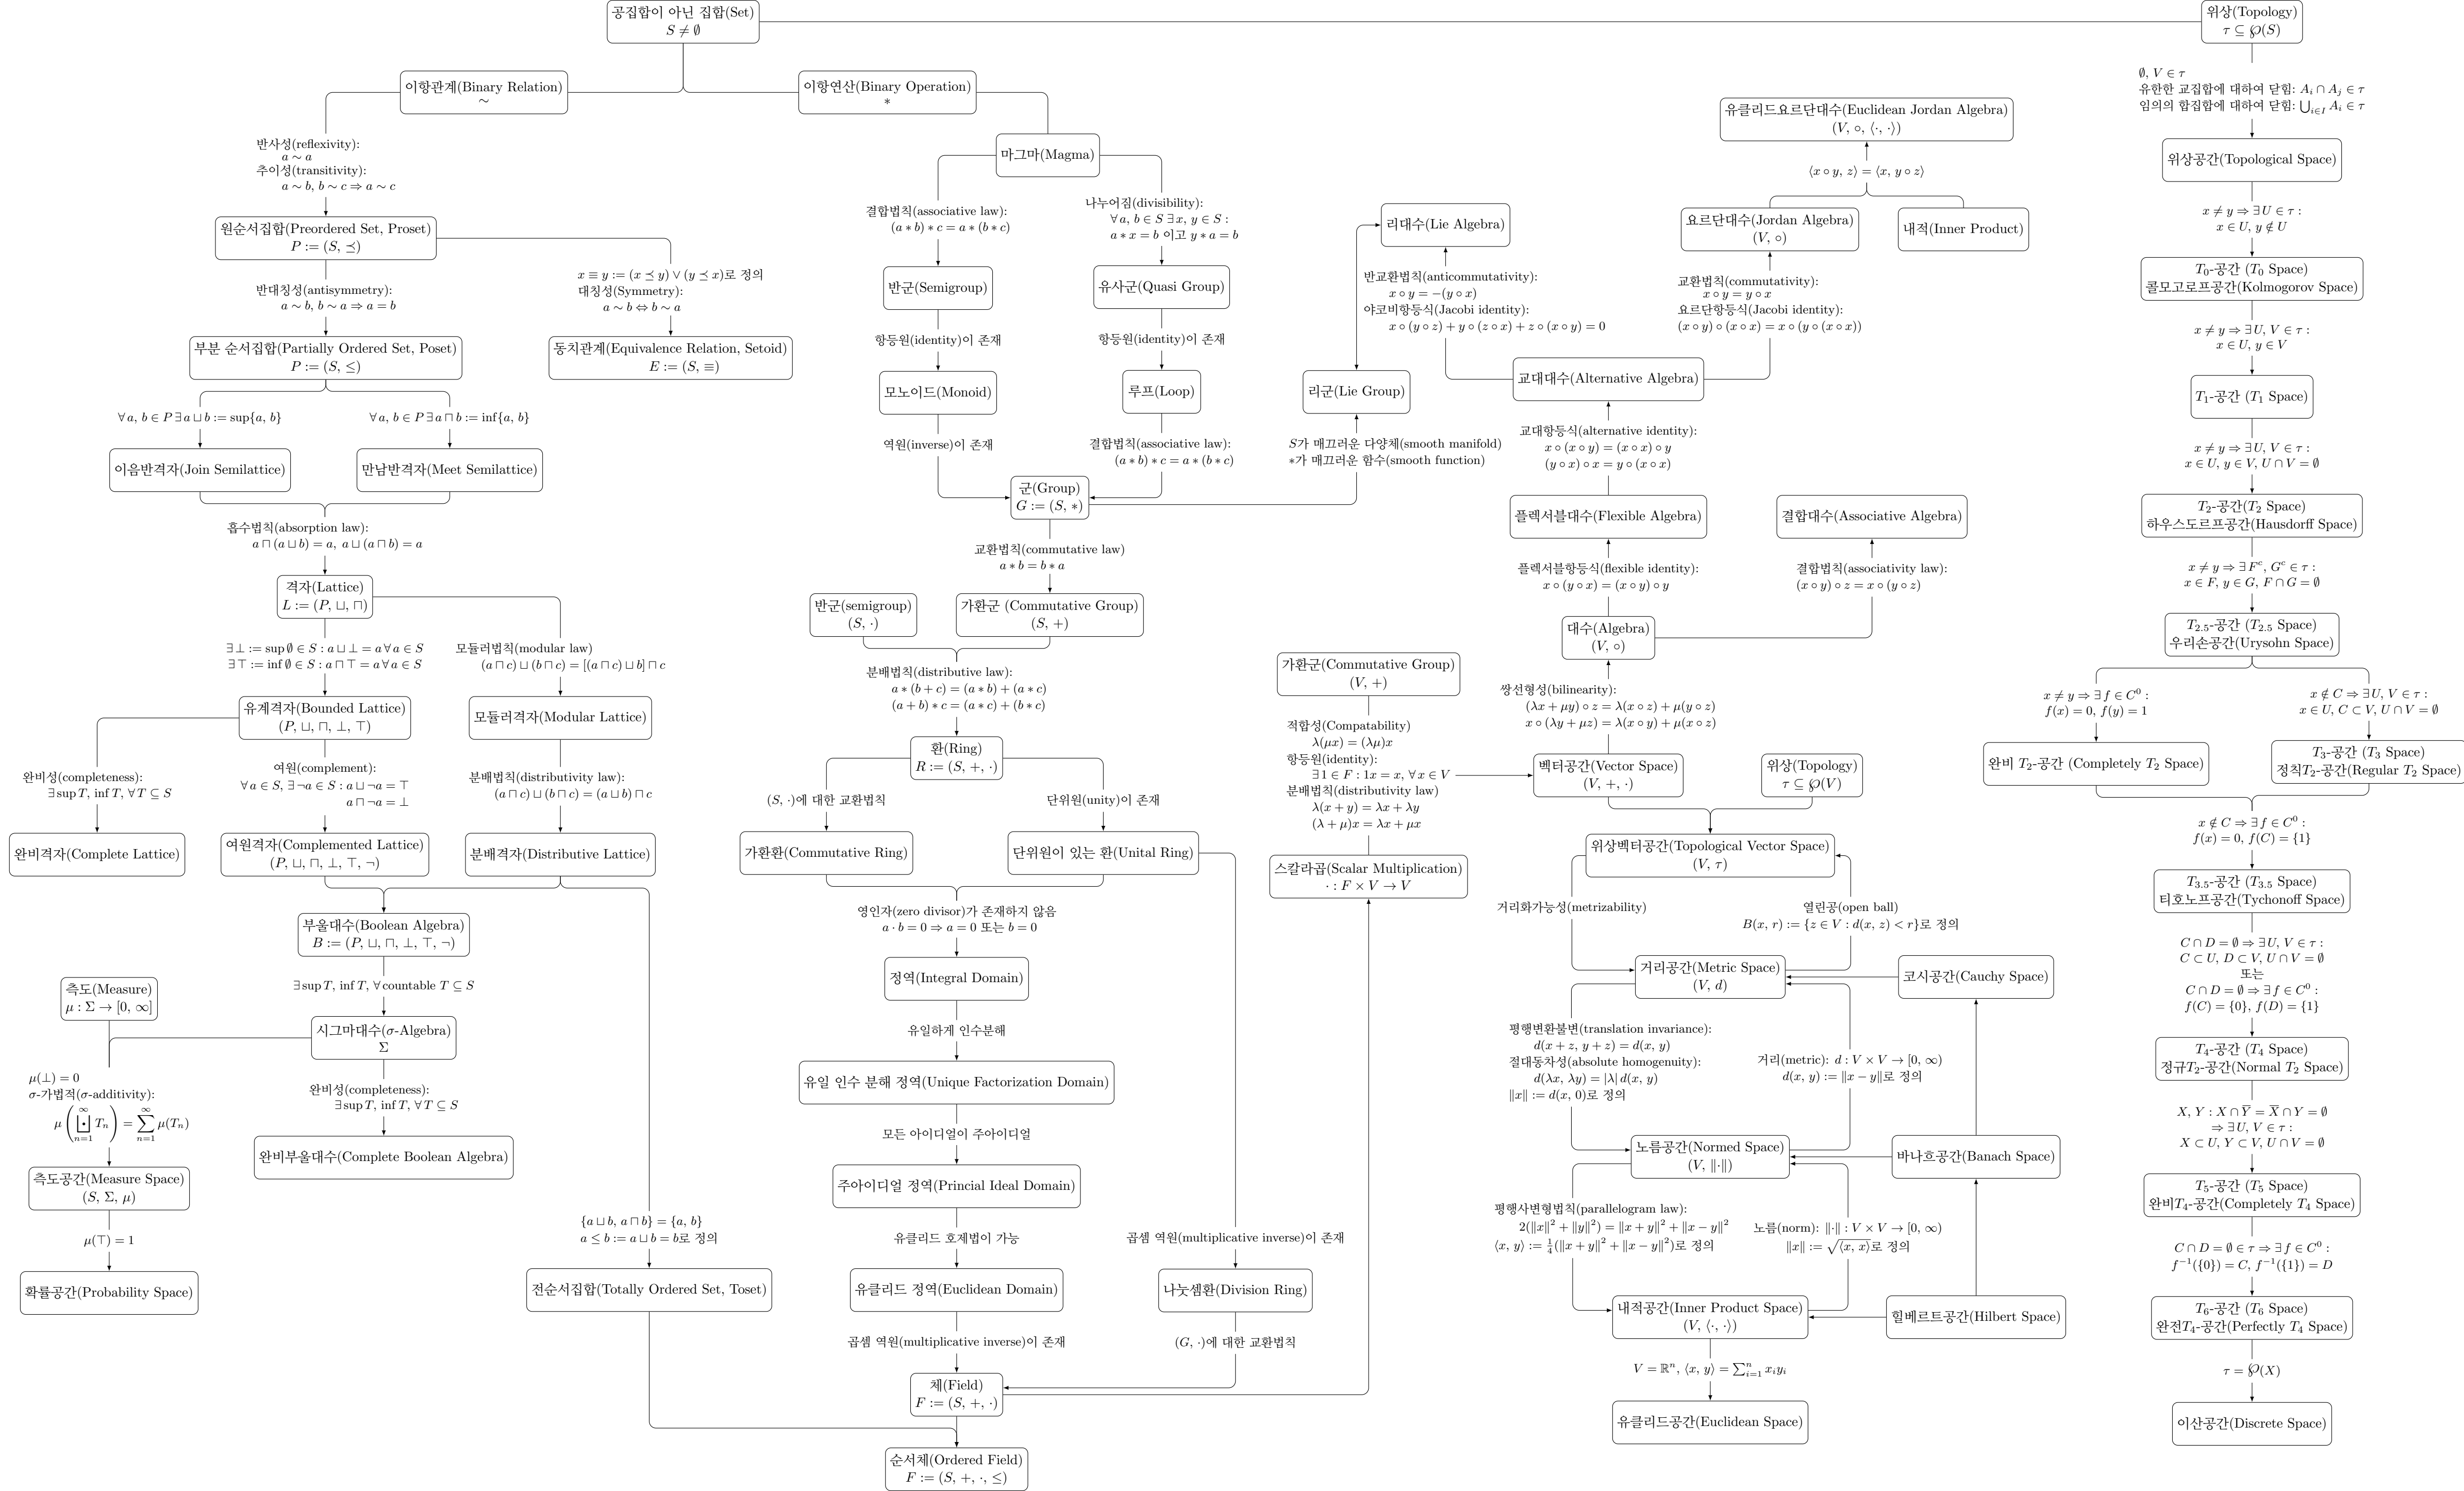 공집합이 아닌 집합(Set)
S ≠ ∅
이항관계(Binary Relation)
∼
반사성(reflexivity):
a ∼ a
추이성(transitivity):
a ∼ b, b ∼ c ⇒ a ∼ c
원순서집합(Preordered Set, Proset)
P := (S, ⪯)
반대칭성(antisymmetry):
a ∼ b, b ∼ a ⇒ a = b
x ≡ y := (x ⪯ y) ∨ (y ⪯ x)로 정의
대칭성(Symmetry):
a ∼ b ⇔ b ∼ a
부분 순서집합(Partially Ordered Set, Poset)
P := (S, ≤)
동치관계(Equivalence Relation, Setoid)
E := (S, ≡)
∀ a, b ∈ P ∃ a ⊔ b := sup{a, b}
∀ a, b ∈ P ∃ a ⊓ b := inf{a, b}
이음반격자(Join Semilattice)
만남반격자(Meet Semilattice)
흡수법칙(absorption law):
a ⊓ (a ⊔ b) = a, a ⊔ (a ⊓ b) = a
격자(Lattice)
L := (P, ⊔, ⊓)
∃ ⊥ := sup ∅ ∈ S : a ⊔ ⊥ = a ∀ a ∈ S
∃ ⊤ := inf ∅ ∈ S : a ⊓ ⊤ = a ∀ a ∈ S
모듈러법칙(modular law)
(a ⊓ c) ⊔ (b ⊓ c) = [(a ⊓ c) ⊔ b] ⊓ c
유계격자(Bounded Lattice)
(P, ⊔, ⊓, ⊥, ⊤)
모듈러격자(Modular Lattice)
완비성(completeness):
∃ sup T, inf T, ∀ T ⊆ S
여원(complement):
∀ a ∈ S, ∃ ¬a ∈ S : a ⊔ ¬a = ⊤
a ⊓ ¬a = ⊥
분배법칙(distributivity law):
(a ⊓ c) ⊔ (b ⊓ c) = (a ⊔ b) ⊓ c
완비격자(Complete Lattice)
여원격자(Complemented Lattice)
(P, ⊔, ⊓, ⊥, ⊤, ¬)
분배격자(Distributive Lattice)
부울대수(Boolean Algebra)
B := (P, ⊔, ⊓, ⊥, ⊤, ¬)
∃ sup T, inf T, ∀ countable T ⊆ S
측도(Measure)
μ : Σ → [0, ∞]
시그마대수(σ-Algebra)
Σ
μ(⊥) = 0
σ-가법적(σ-additivity):
μ(⨃_{n=1}^{∞} T_n) = ∑_{n=1}^{∞} μ(T_n)
완비성(completeness):
∃ sup T, inf T, ∀ T ⊆ S
완비부울대수(Complete Boolean Algebra)
측도공간(Measure Space)
(S, Σ, μ)
μ(⊤) = 1
확률공간(Probability Space)
{a ⊔ b, a ⊓ b} = {a, b}
a ≤ b := a ⊔ b = b로 정의
전순서집합(Totally Ordered Set, Toset)
이항연산(Binary Operation)
∗
마그마(Magma)
결합법칙(associative law):
(a ∗ b) ∗ c = a ∗ (b ∗ c)
나누어짐(divisibility):
∀ a, b ∈ S ∃ x, y ∈ S :
a ∗ x = b 이고 y ∗ a = b
반군(Semigroup)
유사군(Quasi Group)
항등원(identity)이 존재
항등원(identity)이 존재
모노이드(Monoid)
루프(Loop)
역원(inverse)이 존재
결합법칙(associative law):
(a ∗ b) ∗ c = a ∗ (b ∗ c)
군(Group)
G := (S, ∗)
교환법칙(commutative law)
a ∗ b = b ∗ a
반군(semigroup)
(S, ·)
가환군 (Commutative Group)
(S, +)
분배법칙(distributive law):
a ∗ (b + c) = (a ∗ b) + (a ∗ c)
(a + b) ∗ c = (a ∗ c) + (b ∗ c)
환(Ring)
R := (S, +, ·)
(S, ·)에 대한 교환법칙
단위원(unity)이 존재
가환환(Commutative Ring)
단위원이 있는 환(Unital Ring)
영인자(zero divisor)가 존재하지 않음
a · b = 0 ⇒ a = 0 또는 b = 0
정역(Integral Domain)
유일하게 인수분해
유일 인수 분해 정역(Unique Factorization Domain)
모든 아이디얼이 주아이디얼
주아이디얼 정역(Princial Ideal Domain)
유클리드 호제법이 가능
곱셈 역원(multiplicative inverse)이 존재
유클리드 정역(Euclidean Domain)
나눗셈환(Division Ring)
곱셈 역원(multiplicative inverse)이 존재
(G, ·)에 대한 교환법칙
체(Field)
F := (S, +, ·)
순서체(Ordered Field)
F := (S, +, ·, ≤)
리대수(Lie Algebra)
리군(Lie Group)
S가 매끄러운 다양체(smooth manifold)
∗가 매끄러운 함수(smooth function)
가환군(Commutative Group)
(V, +)
적합성(Compatability)
λ(μx) = (λμ)x
항등원(identity):
∃ 1 ∈ F : 1x = x, ∀ x ∈ V
분배법칙(distributivity law)
λ(x + y) = λx + λy
(λ + μ)x = λx + μx
스칼라곱(Scalar Multiplication)
· : F × V → V
유클리드요르단대수(Euclidean Jordan Algebra)
(V, ∘, ⟨·, ·⟩)
⟨x ∘ y, z⟩ = ⟨x, y ∘ z⟩
요르단대수(Jordan Algebra)
(V, ∘)
내적(Inner Product)
반교환법칙(anticommutativity):
x ∘ y = −(y ∘ x)
야코비항등식(Jacobi identity):
x ∘ (y ∘ z) + y ∘ (z ∘ x) + z ∘ (x ∘ y) = 0
교환법칙(commutativity):
x ∘ y = y ∘ x
요르단항등식(Jacobi identity):
(x ∘ y) ∘ (x ∘ x) = x ∘ (y ∘ (x ∘ x))
교대대수(Alternative Algebra)
교대항등식(alternative identity):
x ∘ (x ∘ y) = (x ∘ x) ∘ y
(y ∘ x) ∘ x = y ∘ (x ∘ x)
플렉서블대수(Flexible Algebra)
결합대수(Associative Algebra)
플렉서블항등식(flexible identity):
x ∘ (y ∘ x) = (x ∘ y) ∘ y
결합법칙(associativity law):
(x ∘ y) ∘ z = x ∘ (y ∘ z)
대수(Algebra)
(V, ∘)
쌍선형성(bilinearity):
(λx + μy) ∘ z = λ(x ∘ z) + μ(y ∘ z)
x ∘ (λy + μz) = λ(x ∘ y) + μ(x ∘ z)
벡터공간(Vector Space)
(V, +, ·)
위상(Topology)
τ ⊆ ℘(V)
위상벡터공간(Topological Vector Space)
(V, τ)
거리화가능성(metrizability)
열린공(open ball)
B(x, r) := {z ∈ V : d(x, z) < r}로 정의
거리공간(Metric Space)
(V, d)
코시공간(Cauchy Space)
평행변환불변(translation invariance):
d(x + z, y + z) = d(x, y)
절대동차성(absolute homogenuity):
d(λx, λy) = |λ| d(x, y)
‖x‖ := d(x, 0)로 정의
거리(metric): d : V × V → [0, ∞)
d(x, y) := ‖x − y‖로 정의
노름공간(Normed Space)
(V, ‖·‖)
바나흐공간(Banach Space)
평행사변형법칙(parallelogram law):
2(‖x‖² + ‖y‖²) = ‖x + y‖² + ‖x − y‖²
⟨x, y⟩ := ¼(‖x + y‖² + ‖x − y‖²)로 정의
노름(norm): ‖·‖ : V × V → [0, ∞)
‖x‖ := √⟨x, x⟩로 정의
내적공간(Inner Product Space)
(V, ⟨·, ·⟩)
힐베르트공간(Hilbert Space)
V = ℝⁿ, ⟨x, y⟩ = ∑_{i=1}^{n} x_i y_i
유클리드공간(Euclidean Space)
위상(Topology)
τ ⊆ ℘(S)
∅, V ∈ τ
유한한 교집합에 대하여 닫힘: A_i ∩ A_j ∈ τ
임의의 합집합에 대하여 닫힘: ⋃_{i∈I} A_i ∈ τ
위상공간(Topological Space)
x ≠ y ⇒ ∃ U ∈ τ :
x ∈ U, y ∉ U
T₀-공간 (T₀ Space)
콜모고로프공간(Kolmogorov Space)
x ≠ y ⇒ ∃ U, V ∈ τ :
x ∈ U, y ∈ V
T₁-공간 (T₁ Space)
x ≠ y ⇒ ∃ U, V ∈ τ :
x ∈ U, y ∈ V, U ∩ V = ∅
T₂-공간(T₂ Space)
하우스도르프공간(Hausdorff Space)
x ≠ y ⇒ ∃ F^c, G^c ∈ τ :
x ∈ F, y ∈ G, F ∩ G = ∅
T_{2.5}-공간 (T_{2.5} Space)
우리손공간(Urysohn Space)
x ≠ y ⇒ ∃ f ∈ C⁰ :
f(x) = 0, f(y) = 1
x ∉ C ⇒ ∃ U, V ∈ τ :
x ∈ U, C ⊂ V, U ∩ V = ∅
완비 T₂-공간 (Completely T₂ Space)
T₃-공간 (T₃ Space)
정칙T₂-공간(Regular T₂ Space)
x ∉ C ⇒ ∃ f ∈ C⁰ :
f(x) = 0, f(C) = {1}
T_{3.5}-공간 (T_{3.5} Space)
티호노프공간(Tychonoff Space)
C ∩ D = ∅ ⇒ ∃ U, V ∈ τ :
C ⊂ U, D ⊂ V, U ∩ V = ∅
또는
C ∩ D = ∅ ⇒ ∃ f ∈ C⁰ :
f(C) = {0}, f(D) = {1}
T₄-공간 (T₄ Space)
정규T₂-공간(Normal T₂ Space)
X, Y : X ∩ Y̅ = X̅ ∩ Y = ∅
⇒ ∃ U, V ∈ τ :
X ⊂ U, Y ⊂ V, U ∩ V = ∅
T₅-공간 (T₅ Space)
완비T₄-공간(Completely T₄ Space)
C ∩ D = ∅ ∈ τ ⇒ ∃ f ∈ C⁰ :
f⁻¹({0}) = C, f⁻¹({1}) = D
T₆-공간 (T₆ Space)
완전T₄-공간(Perfectly T₄ Space)
τ = ℘(X)
이산공간(Discrete Space)